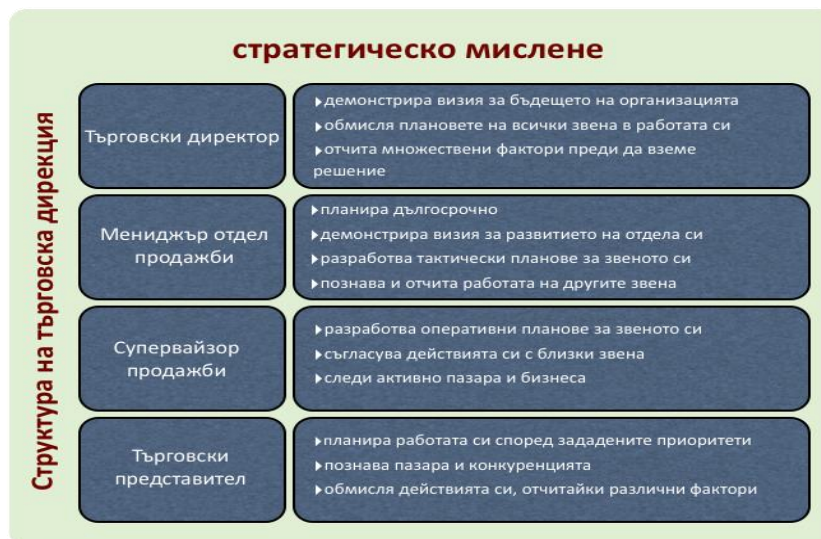 стратегическо мислене
Структура на търговска дирекция
Търговски директор
‣демонстрира визия за бъдещето на организацията
‣обмисля плановете на всички звена в работата си
‣отчита множествени фактори преди да вземе
решение
Мениджър отдел
продажби
‣планира дългосрочно
‣демонстрира визия за развитието на отдела си
‣разработва тактически планове за звеното си
‣познава и отчита работата на другите звена
Супервайзор
продажби
‣разработва оперативни планове за звеното си
‣съгласува действията си с близки звена
‣следи активно пазара и бизнеса
Търговски
представител
‣планира работата си според зададените приоритети
‣познава пазара и конкуренцията
‣обмисля действията си, отчитайки различни фактори